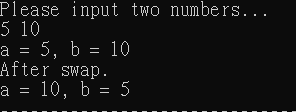 Please input two numbers...
5 10
a = 5, b = 10
After swap.
a = 10, b = 5
--------------------------------